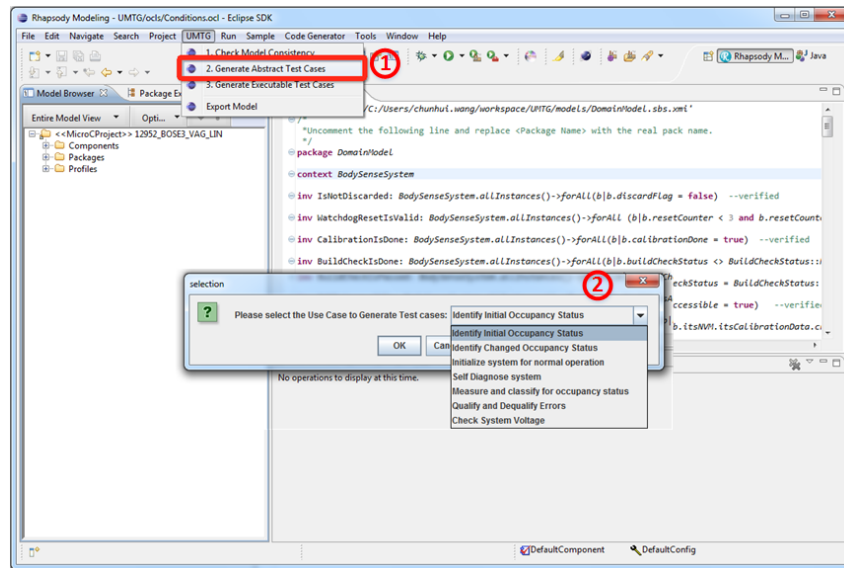 Rhapsody Modeling - UMTG/ocls/Conditions.ocl - Eclipse SDK
File Edit Navigate Search Project UMTG Run Sample Code Generator Tools Window Help
1. Check Model Consistency
2. Generate Abstract Test Cases
3. Generate Executable Test Cases
Export Model
1
Rhapsody M...
Java
Model Browser
Package Ex
Entire Model View
Opti...
<<MicroCProject>> 12952_BOSE3_VAG_LIN
Components
Packages
Profiles
/C:/Users/chunhui.wang/workspace/UMTG/models/DomainModel.sbs.xmi'
/*
*Uncomment the following line and replace <Package Name> with the real pack name.
*/
package DomainModel
context BodySenseSystem
inv IsNotDiscarded: BodySenseSystem.allInstances()->forAll(b|b.discardFlag = false) --verified
inv WatchdogResetIsValid: BodySenseSystem.allInstances()->forAll (b|b.resetCounter < 3 and b.resetCount
inv CalibrationIsDone: BodySenseSystem.allInstances()->forAll(b|b.calibrationDone = true) --verified
inv BuildCheckIsDone: BodySenseSystem.allInstances()->forAll(b|b.buildCheckStatus <> BuildCheckStatus::
eckStatus = BuildCheckStatus:
ccessible = true) --verifie
b.itsNVM.itsCalibrationData.c
selection
2
Please select the Use Case to Generate Test cases:
Identify Initial Occupancy Status
OK
Can
Identify Initial Occupancy Status
Identify Changed Occupancy Status
Initialize system for normal operation
Self Diagnose system
Measure and classify for occupancy status
Qualify and Dequalify Errors
Check System Voltage
No operations to display at this time.
DefaultComponent
DefaultConfig